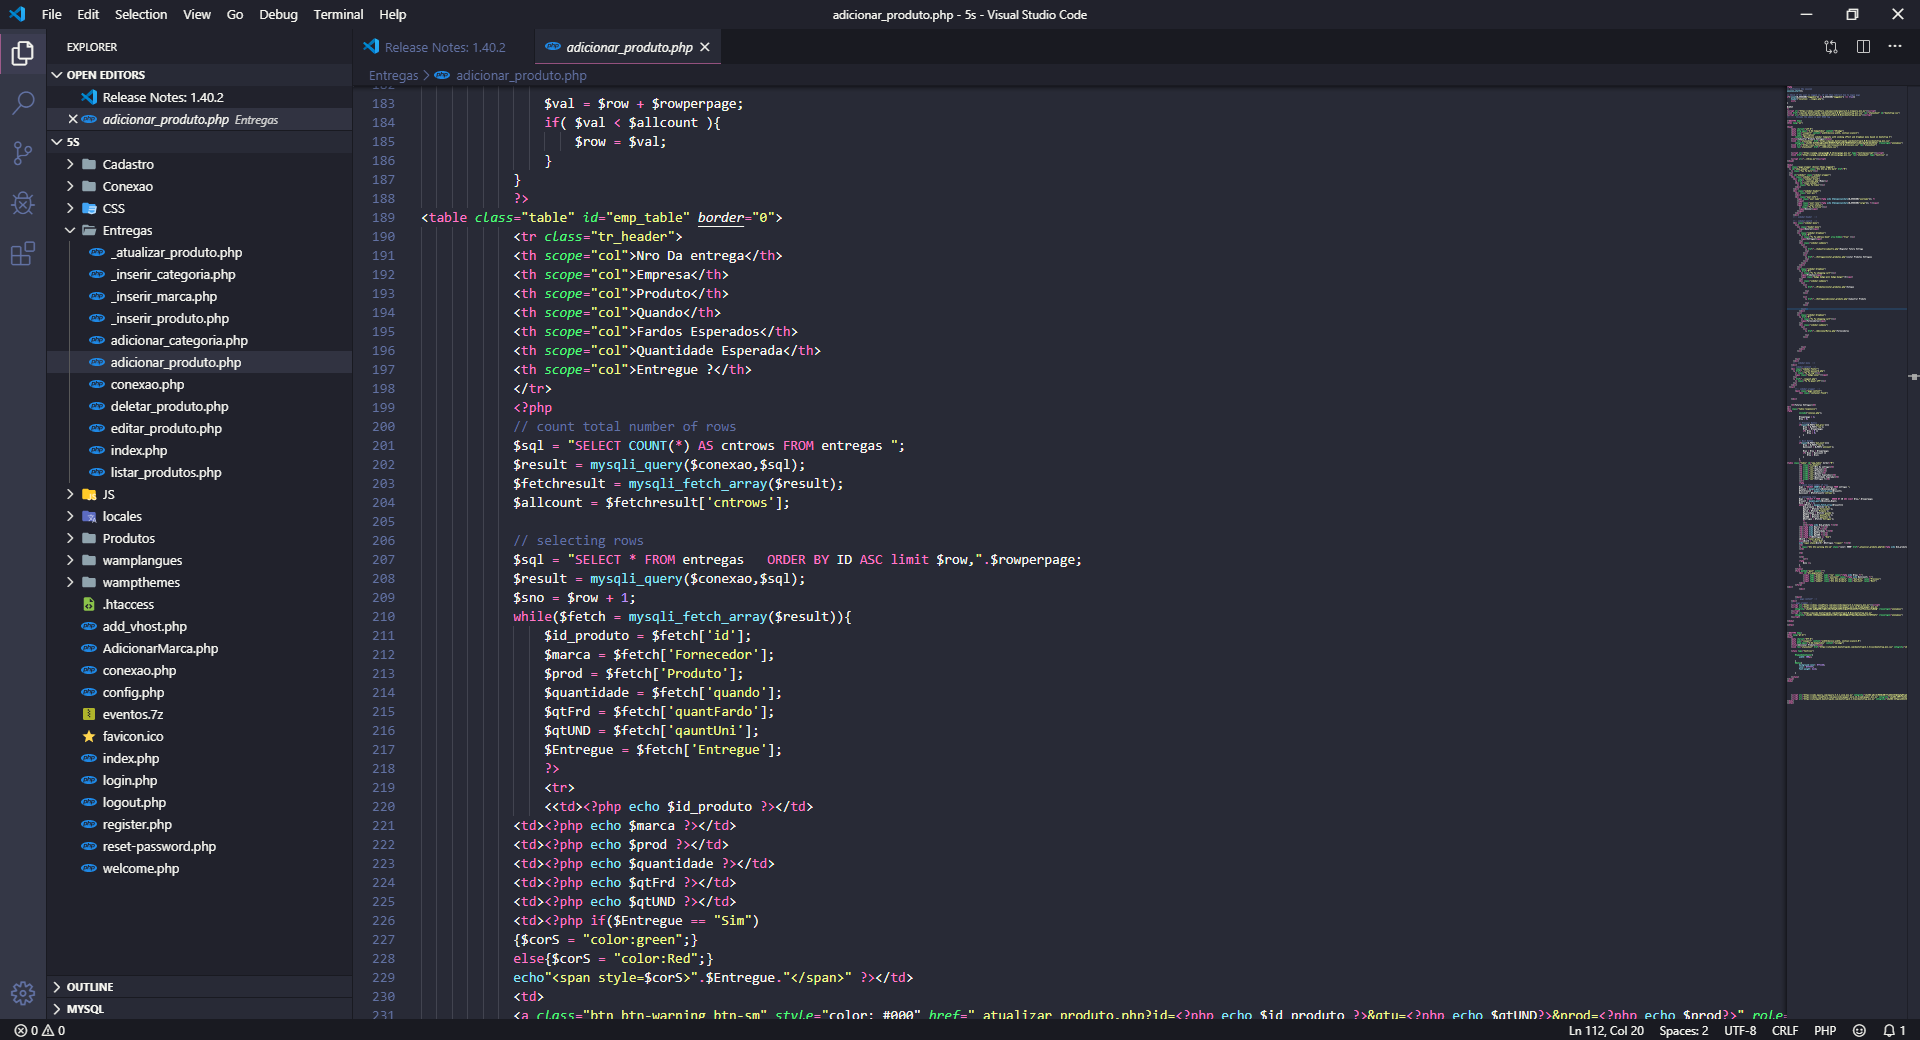 File Edit Selection View Go Debug Terminal Help
adicionar_produto.php - 5s - Visual Studio Code
EXPLORER
OPEN EDITORS
Release Notes: 1.40.2
adicionar_produto.php Entregas
5S
Cadastro
Conexao
CSS
Entregas
_atualizar_produto.php
_inserir_categoria.php
_inserir_marca.php
_inserir_produto.php
adicionar_categoria.php
adicionar_produto.php
conexao.php
deletar_produto.php
editar_produto.php
index.php
listar_produtos.php
JS
locales
Produtos
wamplangues
wampthemes
.htaccess
add_vhost.php
AdicionarMarca.php
conexao.php
config.php
eventos.7z
favicon.ico
index.php
login.php
logout.php
register.php
reset-password.php
welcome.php
OUTLINE
MYSQL
Release Notes: 1.40.2
adicionar_produto.php
Entregas > adicionar_produto.php
182
183 $val = $row + $rowperpage;
184 if( $val < $allcount ){
185 $row = $val;
186 }
187 }
188 ?>
189 <table class="table" id="emp_table" border="0">
190 <tr class="tr_header">
191 <th scope="col">Nro Da entrega</th>
192 <th scope="col">Empresa</th>
193 <th scope="col">Produto</th>
194 <th scope="col">Quando</th>
195 <th scope="col">Fardos Esperados</th>
196 <th scope="col">Quantidade Esperada</th>
197 <th scope="col">Entregue ?</th>
198 </tr>
199 <?php
200 // count total number of rows
201 $sql = "SELECT COUNT(*) AS cntrows FROM entregas ";
202 $result = mysqli_query($conexao,$sql);
203 $fetchresult = mysqli_fetch_array($result);
204 $allcount = $fetchresult['cntrows'];
205
206 // selecting rows
207 $sql = "SELECT * FROM entregas   ORDER BY ID ASC limit $row,".$rowperpage;
208 $result = mysqli_query($conexao,$sql);
209 $sno = $row + 1;
210 while($fetch = mysqli_fetch_array($result)){
211 $id_produto = $fetch['id'];
212 $marca = $fetch['Fornecedor'];
213 $prod = $fetch['Produto'];
214 $quantidade = $fetch['quando'];
215 $qtFrd = $fetch['quantFardo'];
216 $qtUND = $fetch['qauntUni'];
217 $Entregue = $fetch['Entregue'];
218 ?>
219 <tr>
220 <<td><?php echo $id_produto ?></td>
221 <td><?php echo $marca ?></td>
222 <td><?php echo $prod ?></td>
223 <td><?php echo $quantidade ?></td>
224 <td><?php echo $qtFrd ?></td>
225 <td><?php echo $qtUND ?></td>
226 <td><?php if($Entregue == "Sim")
227 {$corS = "color:green";}
228 else{$corS = "color:Red";}
229 echo"<span style=$corS>".$Entregue."</span>" ?></td>
230 <td>
231 <a class="btn btn-warning btn-sm" style="color: #000" href="_atualizar_produto.php?id=<?php echo $id_produto ?>&qtu=<?php echo $qtUND?>&prod=<?php echo $prod?>" role=
0 0
Ln 112, Col 20 Spaces: 2 UTF-8 CRLF PHP 1